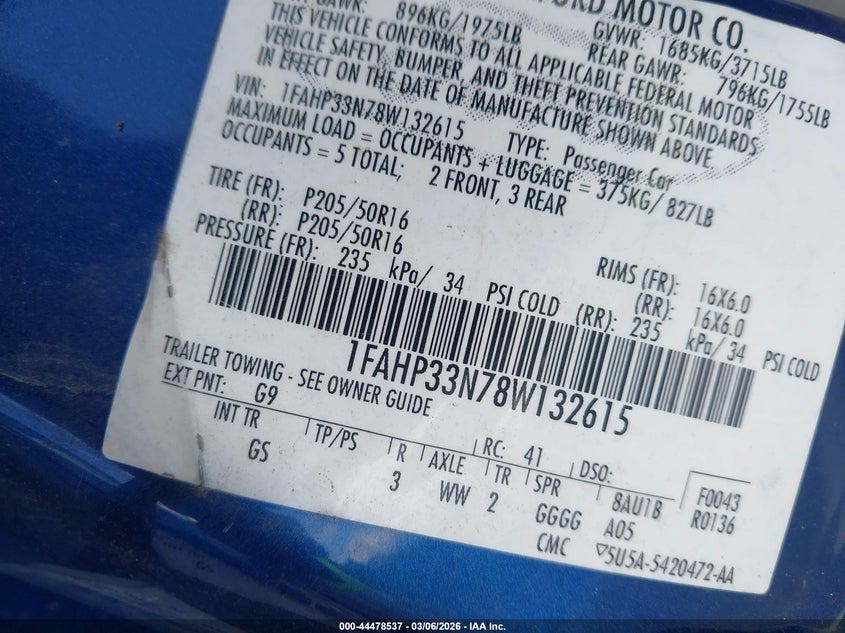 FORD MOTOR CO.
GAWR: 896KG/1975LB
GVWR: 1685KG/3715LB
REAR GAWR: 796KG/1755LB
THIS VEHICLE CONFORMS TO ALL APPLICABLE FEDERAL MOTOR
VEHICLE SAFETY, BUMPER, AND THEFT PREVENTION STANDARDS
IN EFFECT ON THE DATE OF MANUFACTURE SHOWN ABOVE
VIN: 1FAHP33N78W132615
TYPE: Passenger Car
MAXIMUM LOAD = OCCUPANTS + LUGGAGE = 375KG/ 827LB
OCCUPANTS = 5 TOTAL; 2 FRONT, 3 REAR
TIRE (FR): P205/50R16 RIMS (FR): 16X6.0
(RR): P205/50R16 (RR): 16X6.0
PRESSURE (FR): 235 kPa/ 34 PSI COLD (RR): 235 kPa/ 34 PSI COLD
1FAHP33N78W132615
TRAILER TOWING - SEE OWNER GUIDE
EXT PNT: G9 RC: 41 DSO: F0043
INT TR TP/PS R AXLE TR SPR 8AU1B R0136
GS 3 WW 2 GGGG A05
CMC 5U5A-5420472-AA
000-44478537 - 03/06/2026 - IAA Inc.